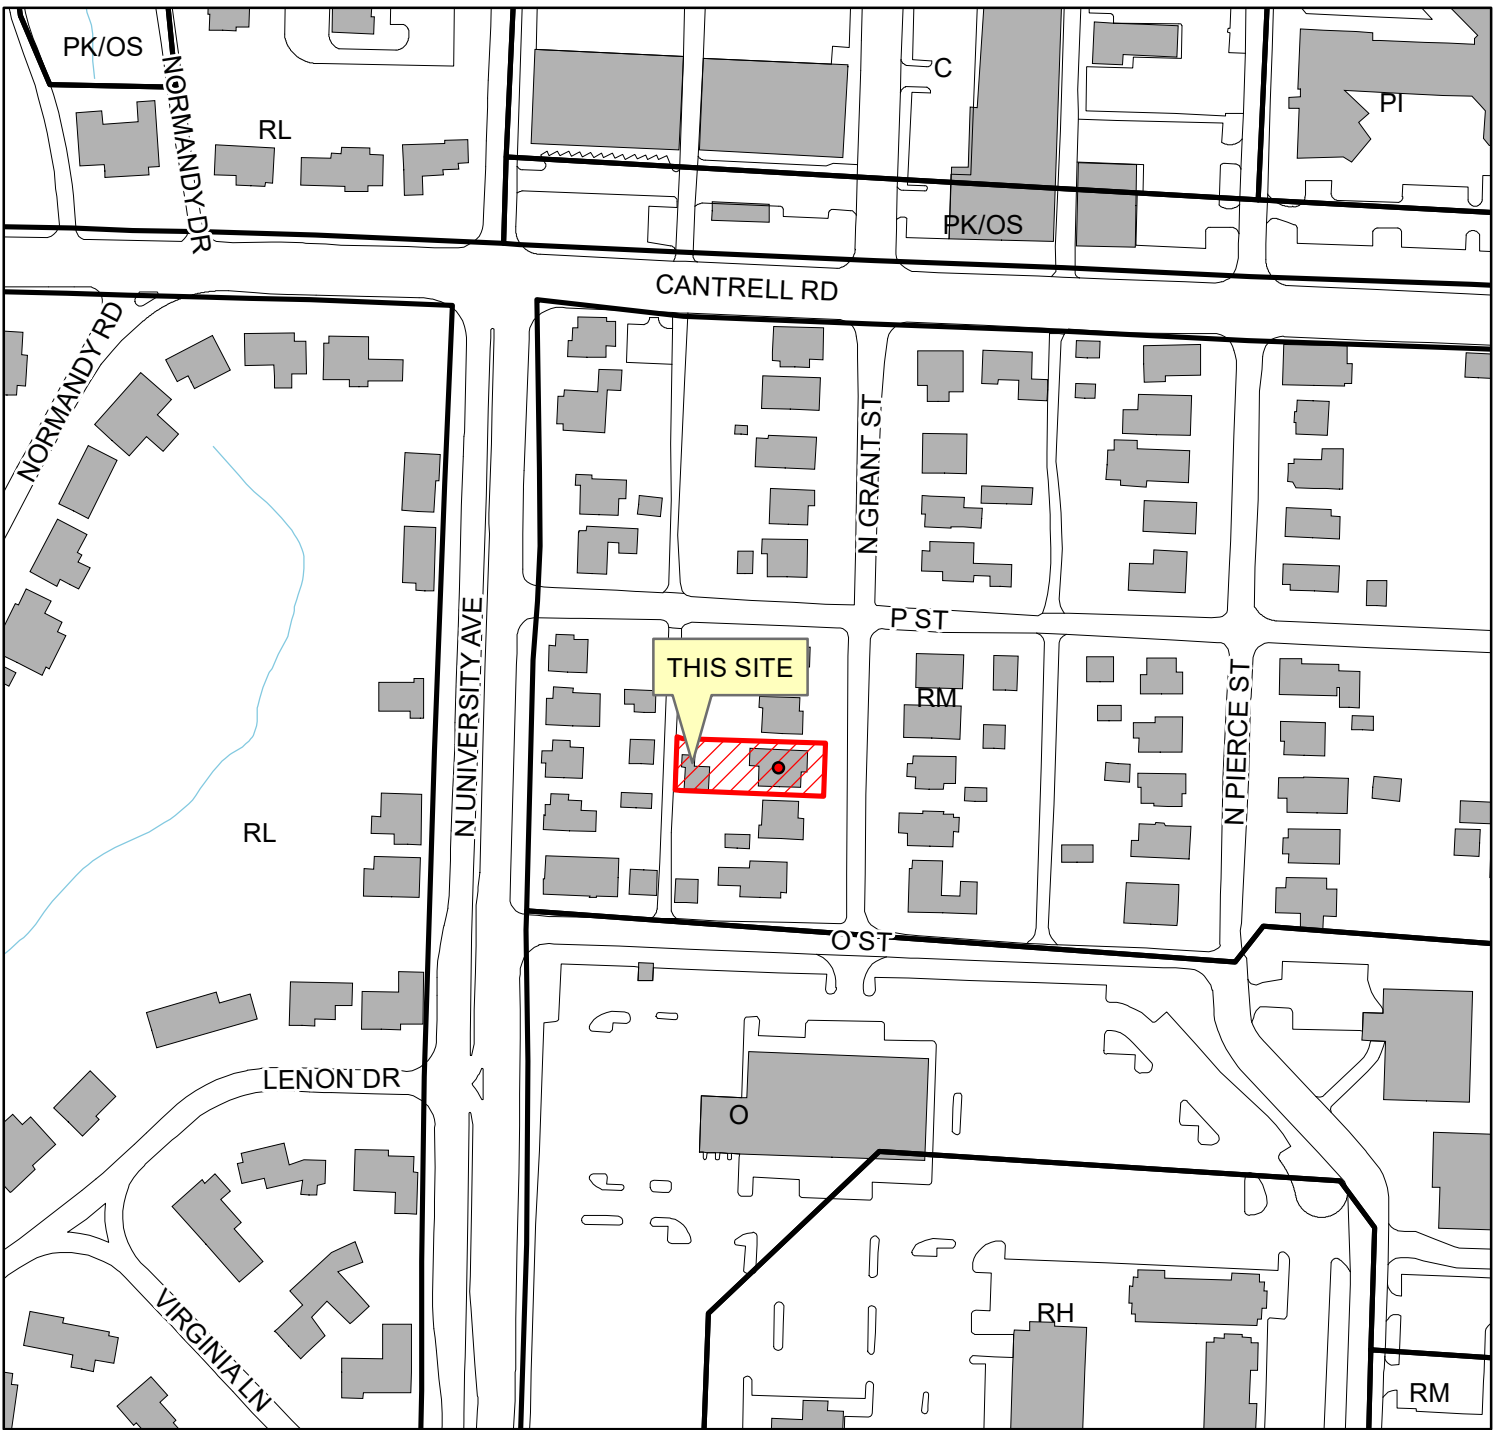 PK/OS
C
PI
RL
NORMANDY DR
PK/OS
CANTRELL RD
NORMANDY RD
N GRANT ST
P ST
N UNIVERSITY AVE
THIS SITE
RM
N PIERCE ST
RL
O ST
LENON DR
O
VIRGINIA LN
RH
RM